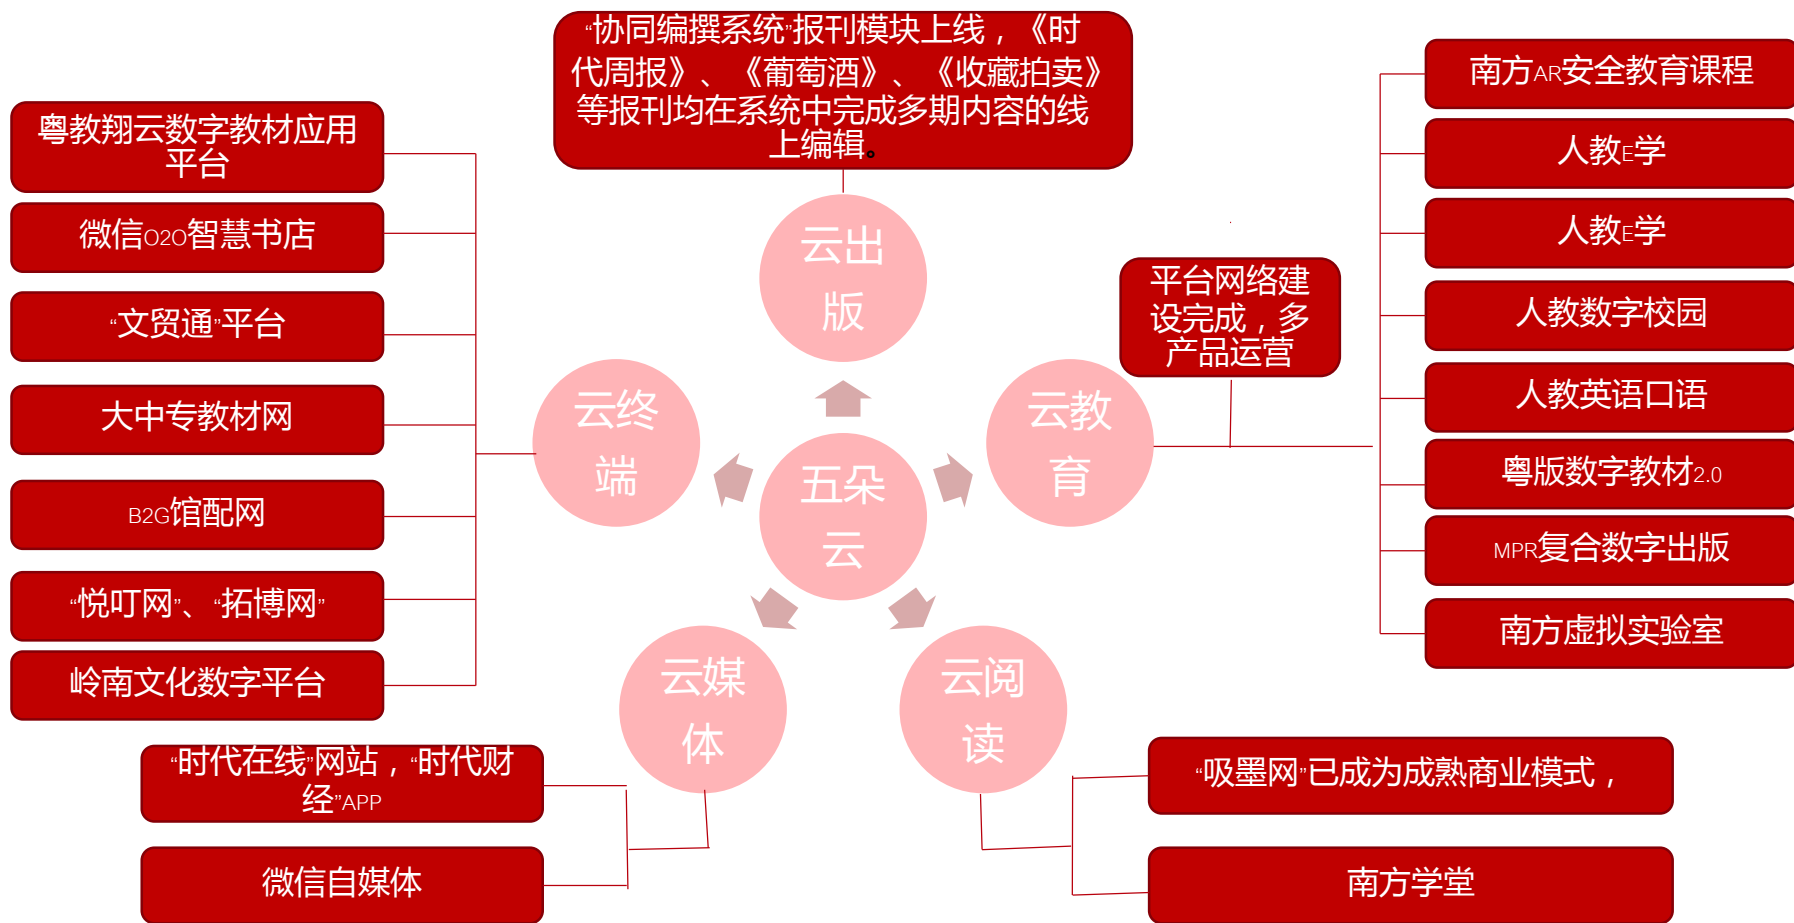 “协同编撰系统”报刊模块上线，《时
代周报》、《葡萄酒》、《收藏拍卖》
等报刊均在系统中完成多期内容的线
上编辑。
粤教翔云数字教材应用
平台
微信O2O智慧书店
“文贸通”平台
大中专教材网
B2G馆配网
“悦叮网”、“拓博网”
岭南文化数字平台
云出
版
云终
端
五朵
云
云教
育
云媒
体
云阅
读
平台网络建
设完成，多
产品运营
南方AR安全教育课程
人教E学
人教E学
人教数字校园
人教英语口语
粤版数字教材2.0
MPR复合数字出版
南方虚拟实验室
“时代在线”网站，“时代财
经”APP
微信自媒体
“吸墨网”已成为成熟商业模式，
南方学堂